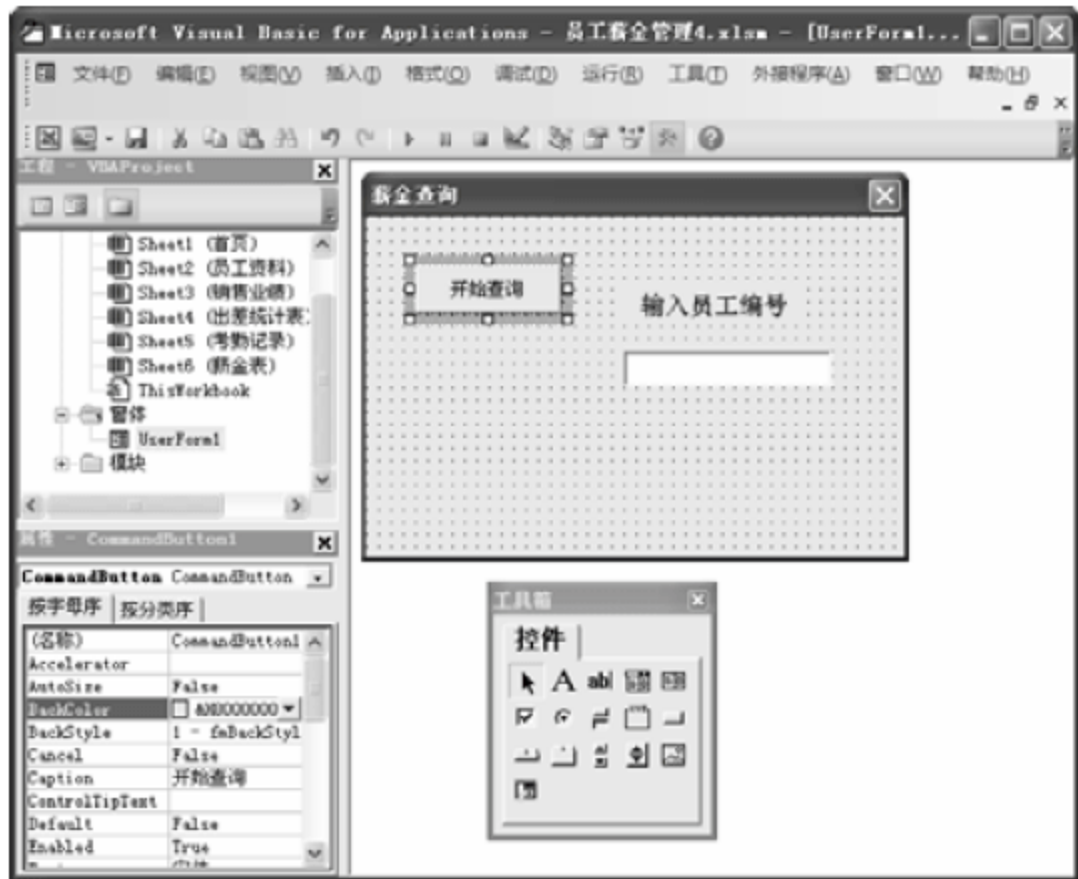 Microsoft Visual Basic for Applications - 员工薪金管理4.xlsm - [UserForm1...
文件(F) 编辑(E) 视图(V) 插入(I) 格式(O) 调试(D) 运行(R) 工具(T) 外接程序(A) 窗口(W) 帮助(H)
工程 - VBAProject
Sheet1 (首页)
Sheet2 (员工资料)
Sheet3 (销售业绩)
Sheet4 (出差统计表)
Sheet5 (考勤记录)
Sheet6 (薪金表)
ThisWorkbook
窗体
UserForm1
模块
薪金查询
开始查询
输入员工编号
属性 - CommandButton1
CommandButton CommandButton
按字母序 按分类序
(名称) CommandButton1
Accelerator
AutoSize False
BackColor
BackStyle 1 - fmBackStyl
Cancel False
Caption 开始查询
ControlTipText
Default False
Enabled True
工具箱
控件
A
ab